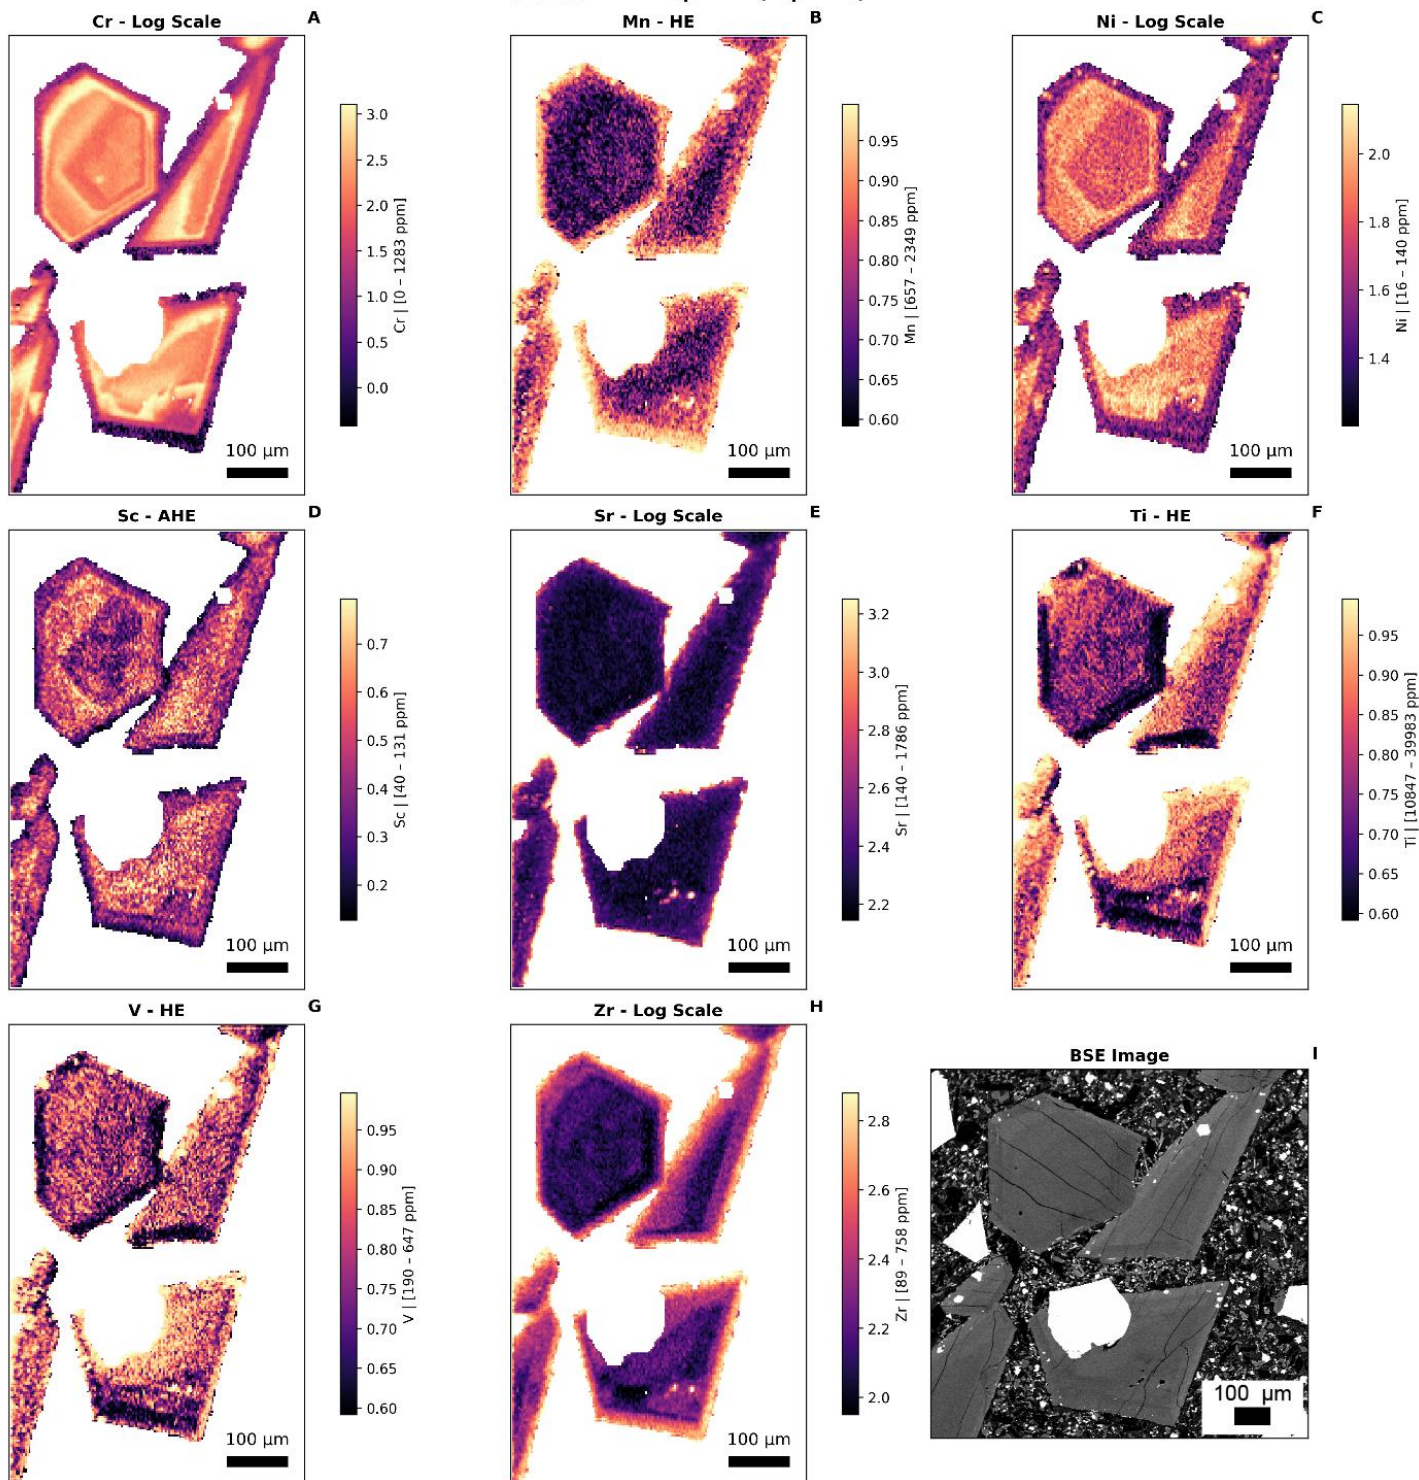 Cr - Log Scale
A
3.0
2.5
2.0
1.5
1.0
0.5
0.0
Cr | [0 – 1283 ppm]
100 µm
Mn - HE
B
0.95
0.90
0.85
0.80
0.75
0.70
0.65
0.60
Mn | [657 – 2349 ppm]
100 µm
Ni - Log Scale
C
2.0
1.8
1.6
1.4
Ni | [16 – 140 ppm]
100 µm
Sc - AHE
D
0.7
0.6
0.5
0.4
0.3
0.2
Sc | [40 – 131 ppm]
100 µm
Sr - Log Scale
E
3.2
3.0
2.8
2.6
2.4
2.2
Sr | [140 – 1786 ppm]
100 µm
Ti - HE
F
0.95
0.90
0.85
0.80
0.75
0.70
0.65
0.60
Ti | [10847 – 39983 ppm]
100 µm
V - HE
G
0.95
0.90
0.85
0.80
0.75
0.70
0.65
0.60
V | [190 – 647 ppm]
100 µm
Zr - Log Scale
H
2.8
2.6
2.4
2.2
2.0
Zr | [89 – 758 ppm]
100 µm
BSE Image
I
100 µm